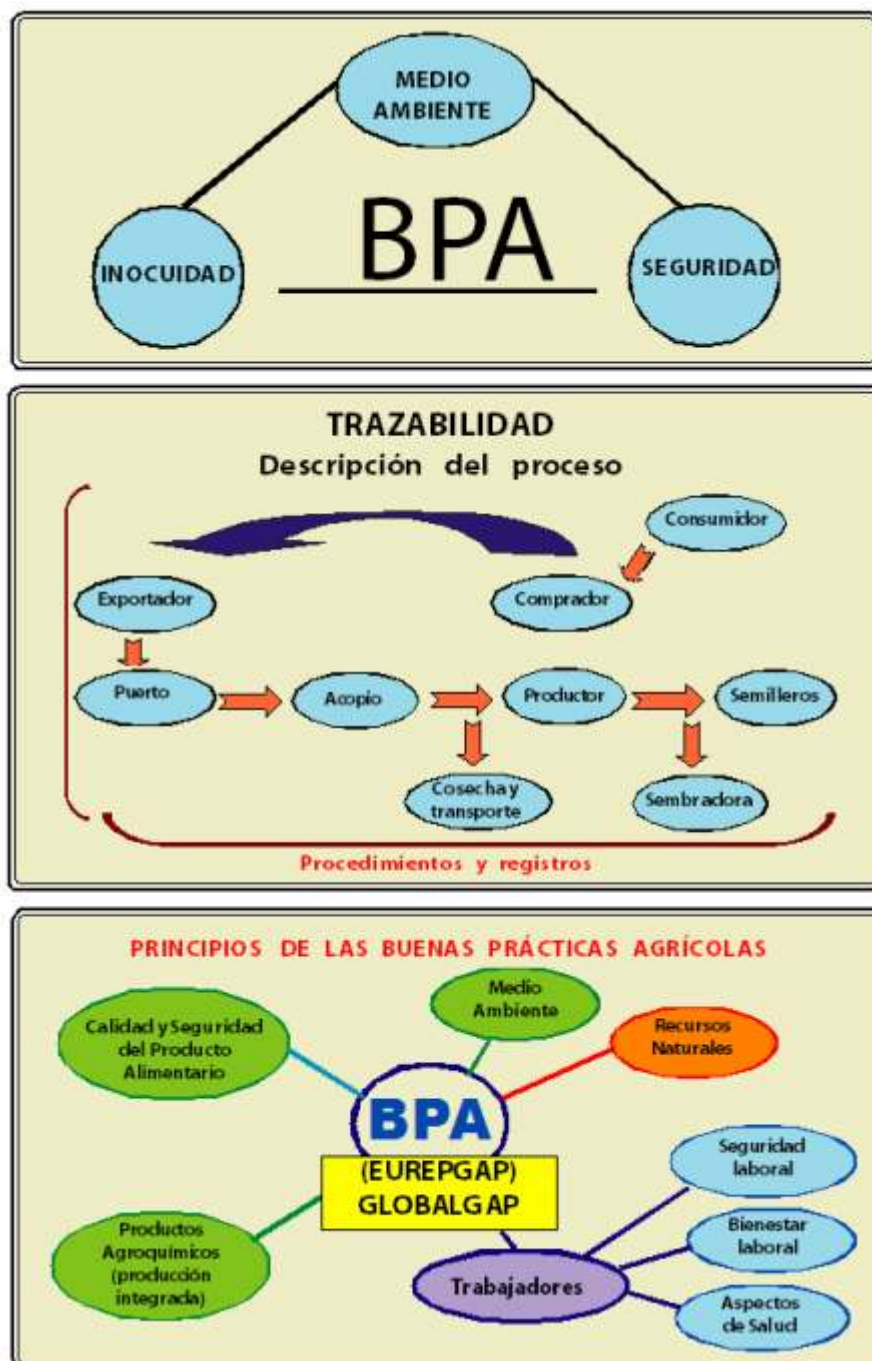 MEDIO
AMBIENTE
BPA
INOCUIDAD
SEGURIDAD
TRAZABILIDAD
Descripción del proceso
Consumidor
Exportador
Comprador
Puerto
Acopio
Productor
Semilleros
Cosecha y
transporte
Sembradora
Procedimientos y registros
PRINCIPIOS DE LAS BUENAS PRÁCTICAS AGRÍCOLAS
Calidad y Seguridad
del Producto
Alimentario
Medio
Ambiente
Recursos
Naturales
BPA
(EUREPGAP)
GLOBALGAP
Productos
Agroquímicos
(producción
integrada)
Trabajadores
Seguridad
laboral
Bienestar
laboral
Aspectos
de Salud